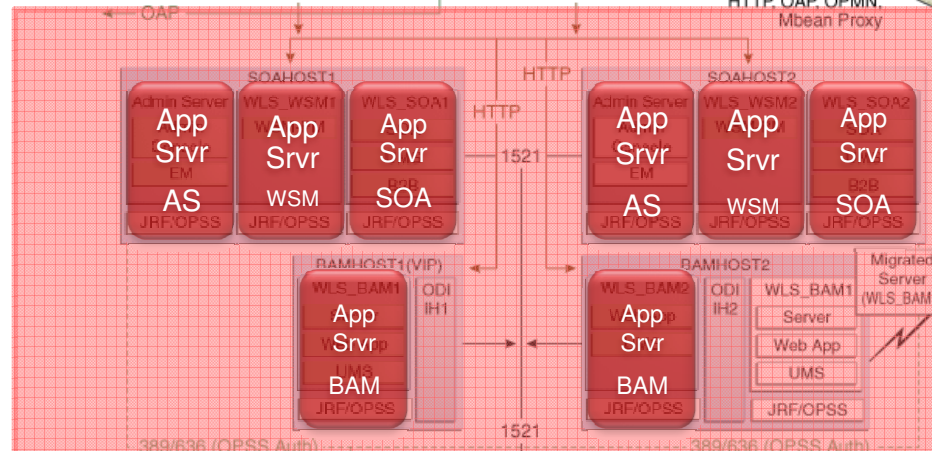 OAP
HTTP, OAP, OPMN,
Mbean Proxy
SOAHOST1
HTTP
SOAHOST2
Admin Server
WLS_WSM1
WLS_SOA1
HTTP
Admin Server
WLS_WSM2
WLS_SOA2
App
Srvr
App
Srvr
App
Srvr
1521
App
Srvr
App
Srvr
App
Srvr
EM
B2B
EM
B2B
AS
WSM
SOA
AS
WSM
SOA
JRF/OPSS
JRF/OPSS
JRF/OPSS
JRF/OPSS
JRF/OPSS
JRF/OPSS
BAMHOST1(VIP)
BAMHOST2
Migrated
Server
(WLS_BAM
WLS_BAM1
ODI
IH1
WLS_BAM2
ODI
IH2
WLS_BAM1
App
Srvr
App
Srvr
Server
Web App
UMS
UMS
BAM
BAM
JRF/OPSS
JRF/OPSS
JRF/OPSS
1521
389/636 (OPSS Auth)
389/636 (OPSS Auth)